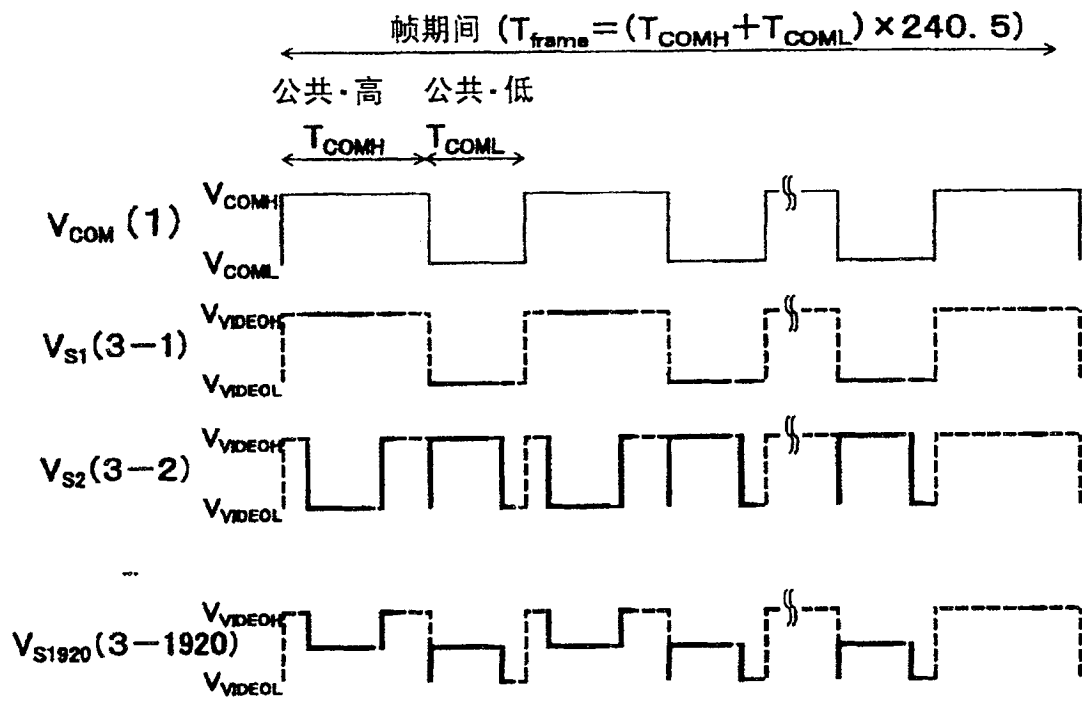 帧期间 (Tframe=(TCOMH+TCOML)×240.5)
公共·高 公共·低
TCOMH TCOML
VCOM(1) VCOMH
VCOML
VS1(3-1) VVIDEOH
VVIDEOL
VS2(3-2) VVIDEOH
VVIDEOL
...
VS1920(3-1920) VVIDEOH
VVIDEOL